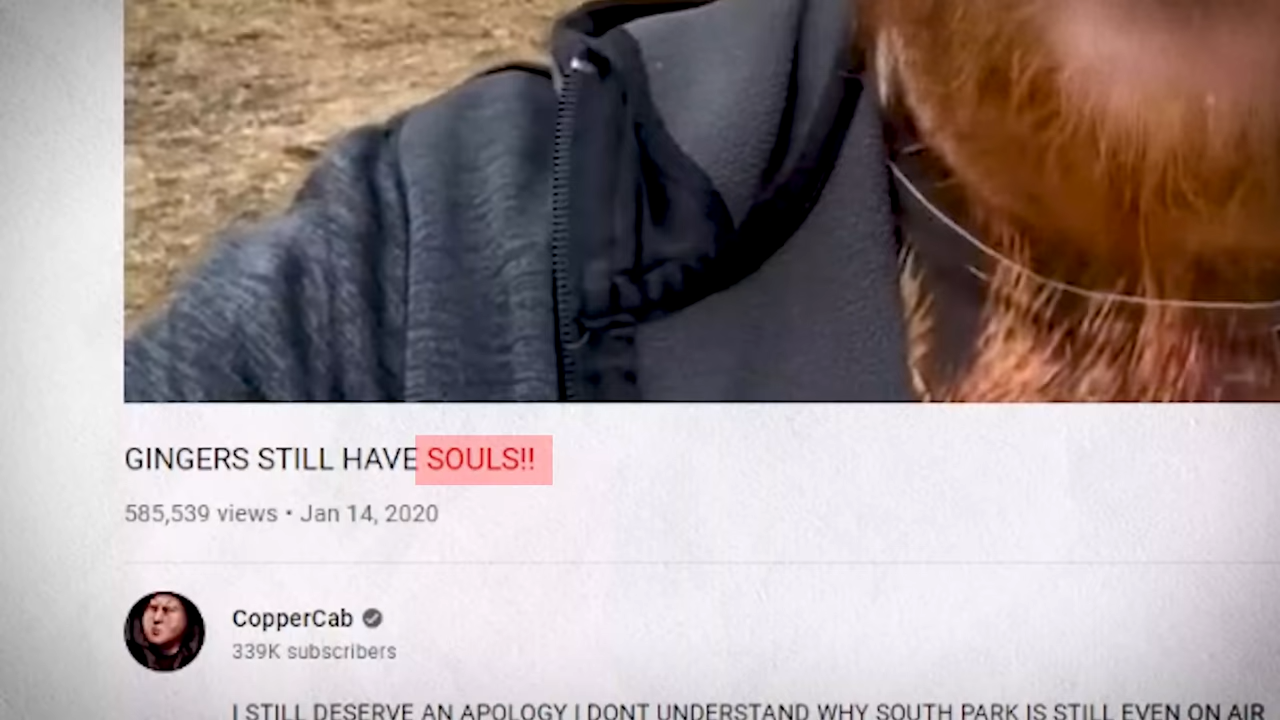 GINGERS STILL HAVE SOULS!!
585,539 views • Jan 14, 2020
CopperCab
339K subscribers
I STILL DESERVE AN APOLOGY I DONT UNDERSTAND WHY SOUTH PARK IS STILL EVEN ON AIR